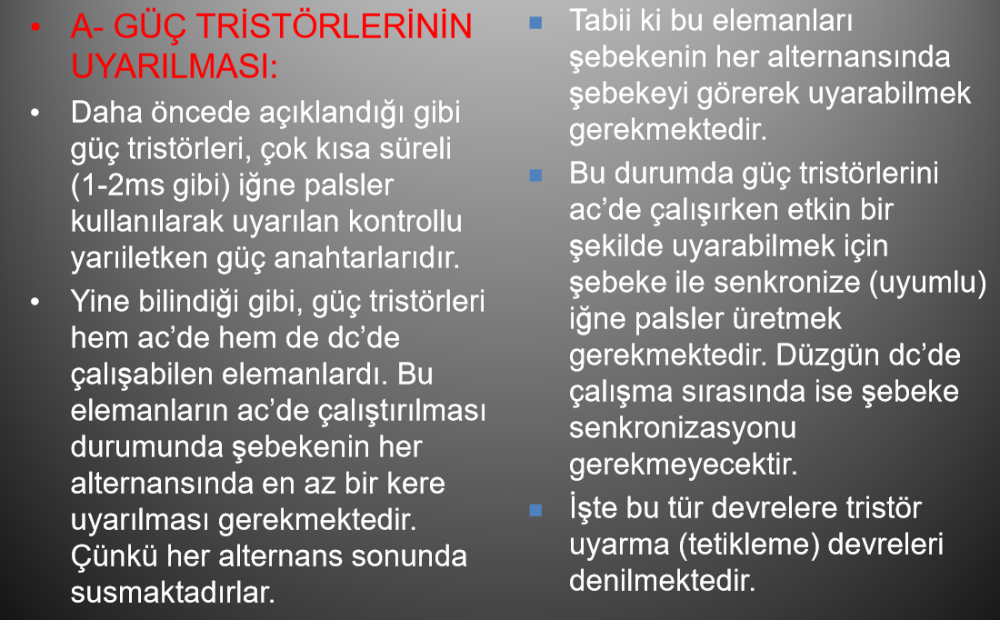 • A- GÜÇ TRİSTÖRLERİNİN
UYARILMASI:
• Daha öncede açıklandığı gibi
güç tristörleri, çok kısa süreli
(1-2ms gibi) iğne palsler
kullanılarak uyarılan kontrollu
yarıiletken güç anahtarlarıdır.
• Yine bilindiği gibi, güç tristörleri
hem ac’de hem de dc’de
çalışabilen elemanlardı. Bu
elemanların ac’de çalıştırılması
durumunda şebekenin her
alternansında en az bir kere
uyarılması gerekmektedir.
Çünkü her alternans sonunda
susmaktadırlar.
▪ Tabii ki bu elemanları
şebekenin her alternansında
şebekeyi görerek uyarabilmek
gerekmektedir.
▪ Bu durumda güç tristörlerini
ac’de çalışırken etkin bir
şekilde uyarabilmek için
şebeke ile senkronize (uyumlu)
iğne palsler üretmek
gerekmektedir. Düzgün dc’de
çalışma sırasında ise şebeke
senkronizasyonu
gerekmeyecektir.
▪ İşte bu tür devrelere tristör
uyarma (tetikleme) devreleri
denilmektedir.